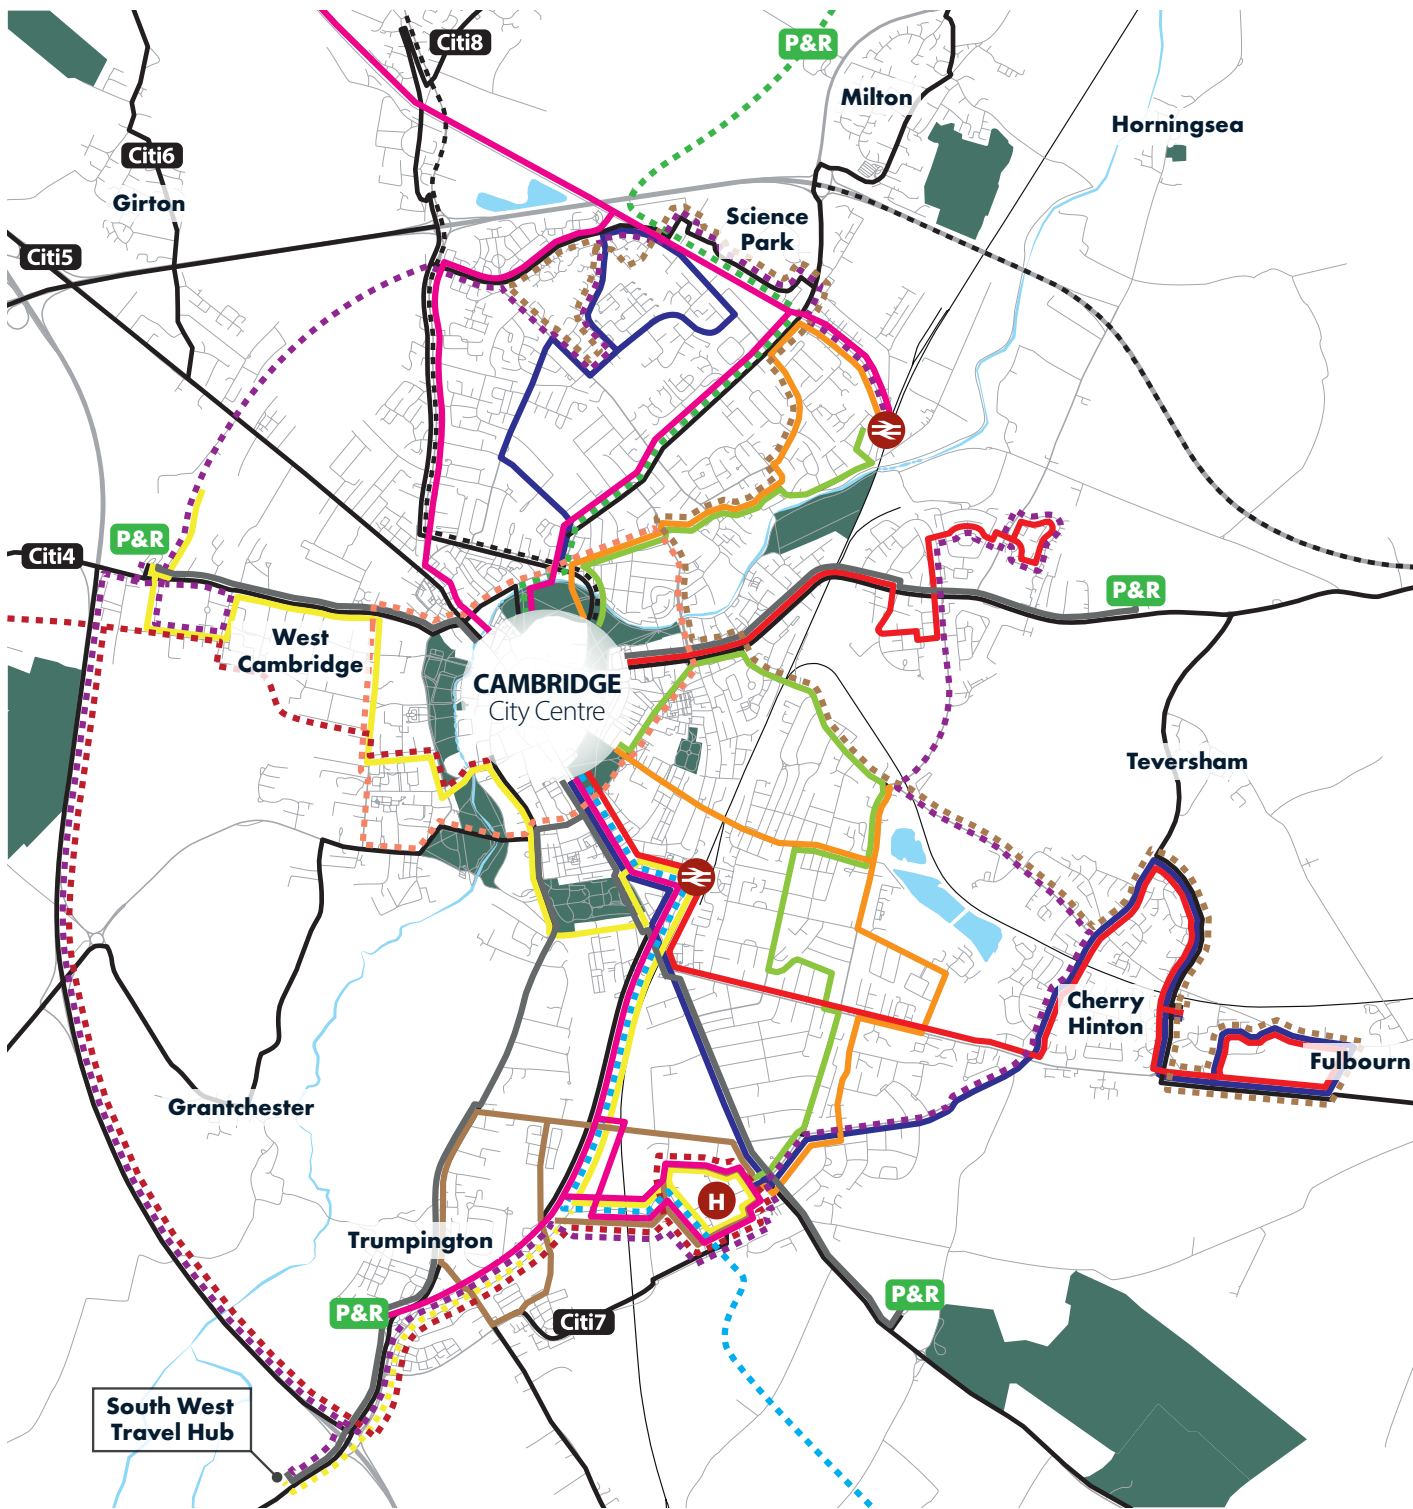 Citi8
P&R
Milton
Horningsea
Citi6
Girton
Science
Park
Citi5
P&R
Citi4
P&R
West
Cambridge
CAMBRIDGE
City Centre
Teversham
Cherry
Hinton
Fulbourn
Grantchester
H
Trumpington
P&R
Citi7
P&R
South West
Travel Hub